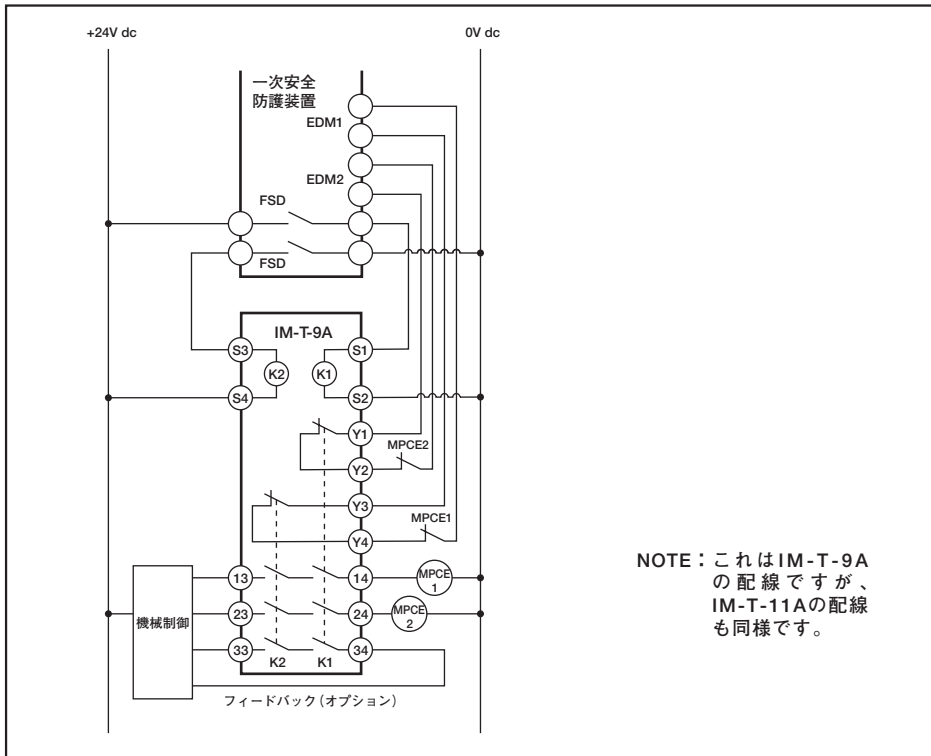 +24V dc
0V dc
一次安全
防護装置
EDM1
EDM2
FSD
FSD
IM-T-9A
S3
K2
K1
S1
S4
S2
Y1
MPCE2
Y2
Y3
MPCE1
Y4
13
14
MPCE
1
機械制御
23
24
MPCE
2
33
K2
K1
34
フィードバック(オプション)
NOTE：これはIM-T-9A
の配線ですが、
IM-T-11Aの配線
も同様です。